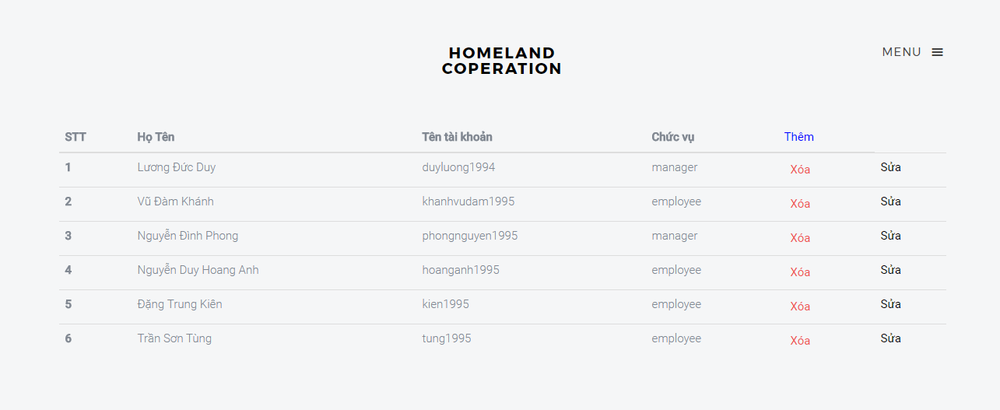 HOMELAND
COPERATION
MENU
STT Họ Tên Tên tài khoản Chức vụ Thêm
1 Lương Đức Duy duyluong1994 manager Xóa Sửa
2 Vũ Đàm Khánh khanhvudam1995 employee Xóa Sửa
3 Nguyễn Đình Phong phongnguyen1995 manager Xóa Sửa
4 Nguyễn Duy Hoang Anh hoanganh1995 employee Xóa Sửa
5 Đặng Trung Kiên kien1995 employee Xóa Sửa
6 Trần Sơn Tùng tung1995 employee Xóa Sửa